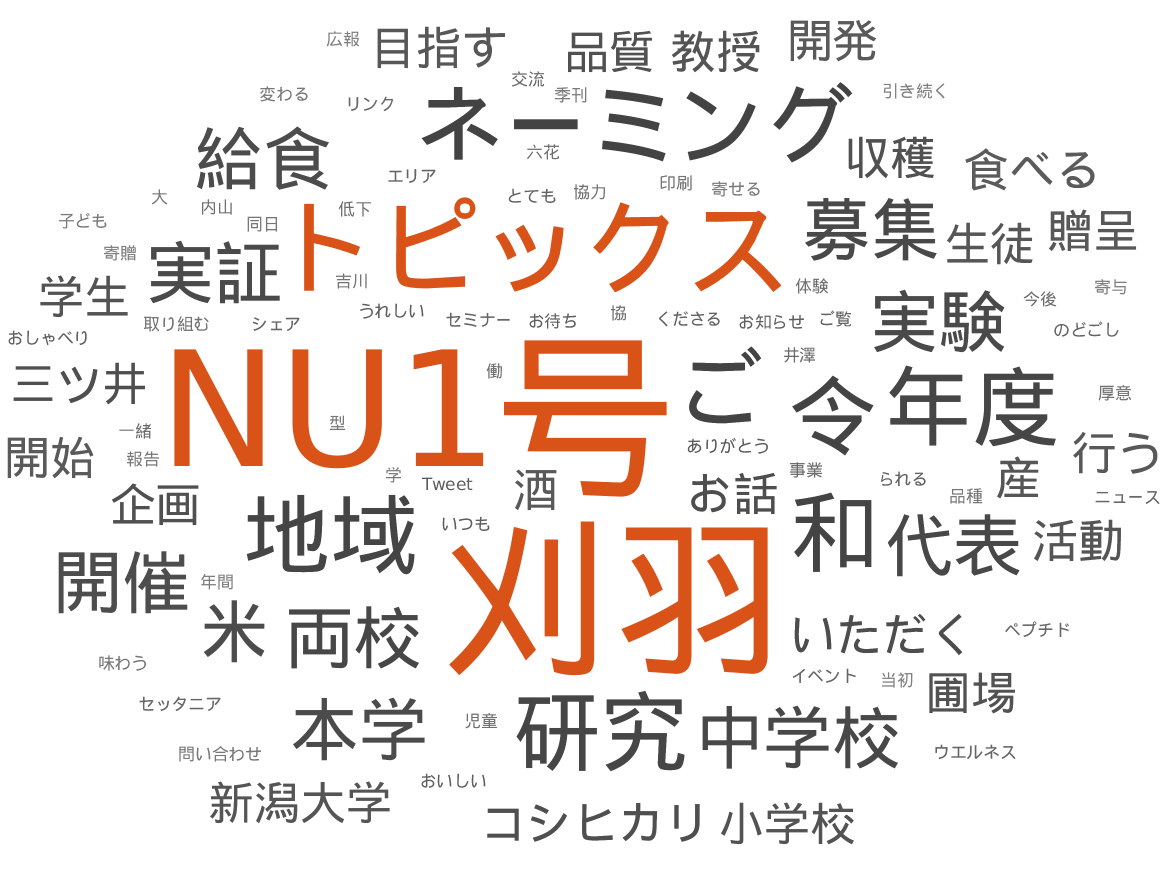 広報 目指す 品質 教授 開発
変わる リンク 交流 季刊 引き続く
ネーミング
給食 六花 収穫 食べる
エリア とても 協力 印刷 寄せる
大 内山 同日 低下
子ども 寄贈 実証 トピックス 募集 生徒 贈呈
学生 吉川 体験 実験 今後 寄与
おしゃべり 取り組む シェア うれしい セミナー お待ち 協 くださる お知らせ ご覧 のどごし
三ツ井 NU1号 働 ご 井澤 今年度 厚意
型
開始 一緒 報告 ありがとう 行う
企画 学 Tweet 酒 お話 事業 られる 品種 産 ニュース
地域 いつも 和 代表 活動
開催 年間 刈羽
米 両校 いただく ペプチド
味わう イベント 当初 圃場
セッタニア 本学 児童 研究 中学校 ウエルネス
問い合わせ おいしい
新潟大学 コシヒカリ 小学校